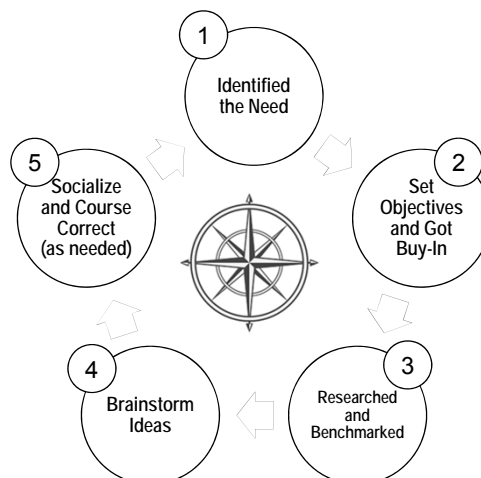 1
Identified
the Need
2
Set
Objectives
and Got
Buy-In
3
Researched
and
Benchmarked
4
Brainstorm
Ideas
5
Socialize
and Course
Correct
(as needed)